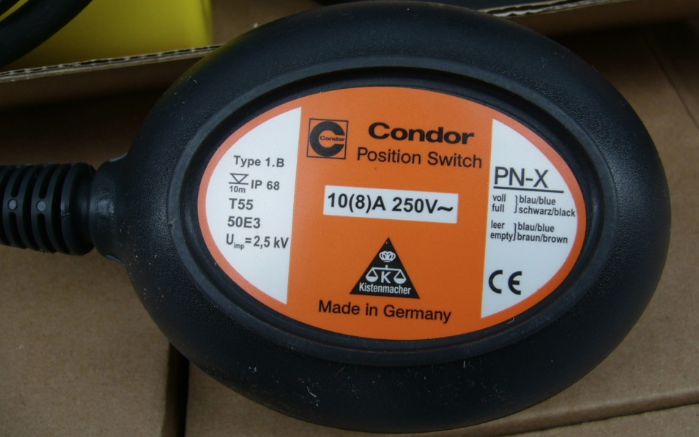 Type 1.B
10m IP 68
T55
50E3
Uimp=2,5 kV
Condor
Condor
Position Switch
10(8)A 250V~
K
Kistenmacher
Made in Germany
PN-X
voll blau/blue
full schwarz/black
leer blau/blue
empty braun/brown
CE